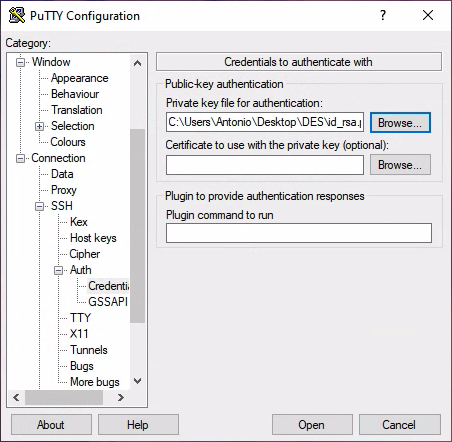 PuTTY Configuration
?
Category:
Window
Appearance
Behaviour
Translation
Selection
Colours
Connection
Data
Proxy
SSH
Kex
Host keys
Cipher
Auth
Credentia
GSSAPI
TTY
X11
Tunnels
Bugs
More bugs
Credentials to authenticate with
Public-key authentication
Private key file for authentication:
C:\Users\Antonio\Desktop\DES\id_rsa.p
Browse...
Certificate to use with the private key (optional):
Browse...
Plugin to provide authentication responses
Plugin command to run
About
Help
Open
Cancel